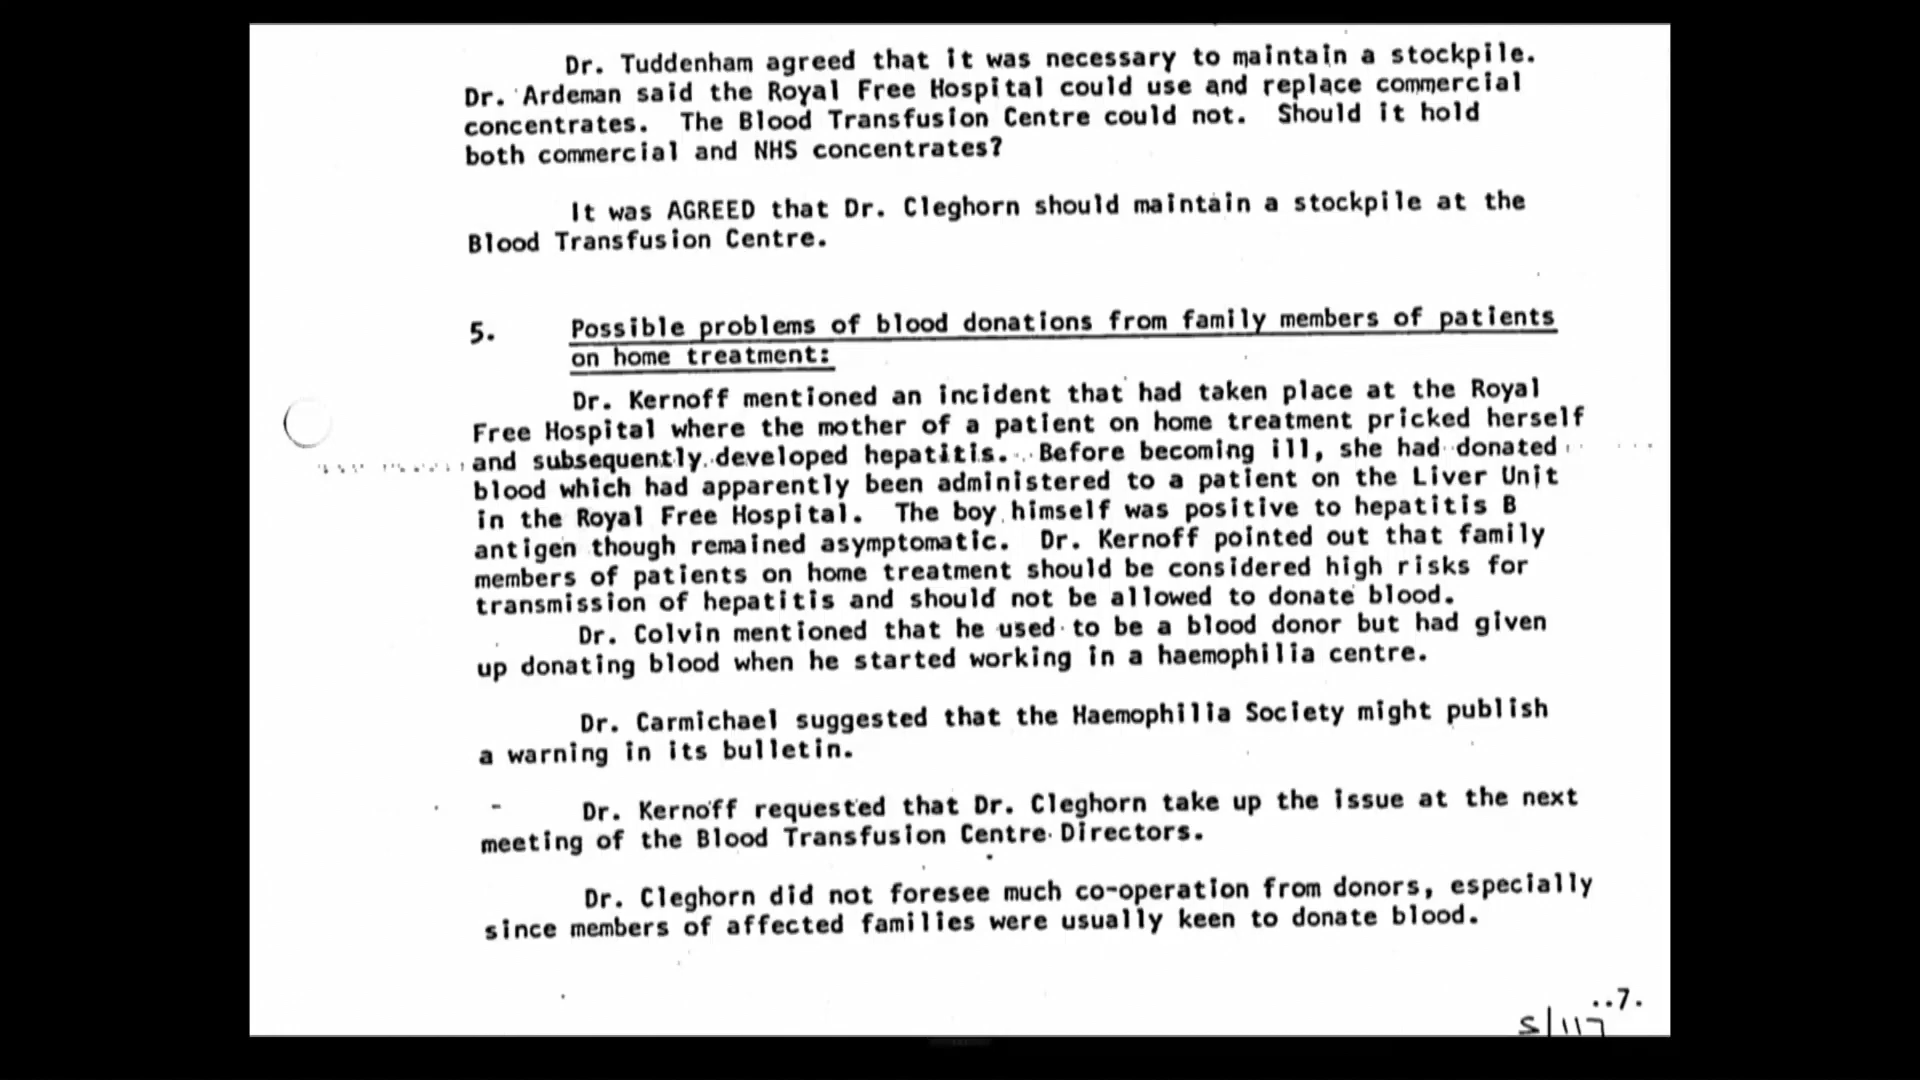 Dr. Tuddenham agreed that it was necessary to maintain a stockpile.
Dr. Ardeman said the Royal Free Hospital could use and replace commercial
concentrates. The Blood Transfusion Centre could not. Should it hold
both commercial and NHS concentrates?
It was AGREED that Dr. Cleghorn should maintain a stockpile at the
Blood Transfusion Centre.
5. Possible problems of blood donations from family members of patients
on home treatment:
Dr. Kernoff mentioned an incident that had taken place at the Royal
Free Hospital where the mother of a patient on home treatment pricked herself
and subsequently developed hepatitis. Before becoming ill, she had donated
blood which had apparently been administered to a patient on the Liver Unit
in the Royal Free Hospital. The boy himself was positive to hepatitis B
antigen though remained asymptomatic. Dr. Kernoff pointed out that family
members of patients on home treatment should be considered high risks for
transmission of hepatitis and should not be allowed to donate blood.
Dr. Colvin mentioned that he used to be a blood donor but had given
up donating blood when he started working in a haemophilia centre.
Dr. Carmichael suggested that the Haemophilia Society might publish
a warning in its bulletin.
Dr. Kernoff requested that Dr. Cleghorn take up the issue at the next
meeting of the Blood Transfusion Centre Directors.
Dr. Cleghorn did not foresee much co-operation from donors, especially
since members of affected families were usually keen to donate blood.
..7.
S/117